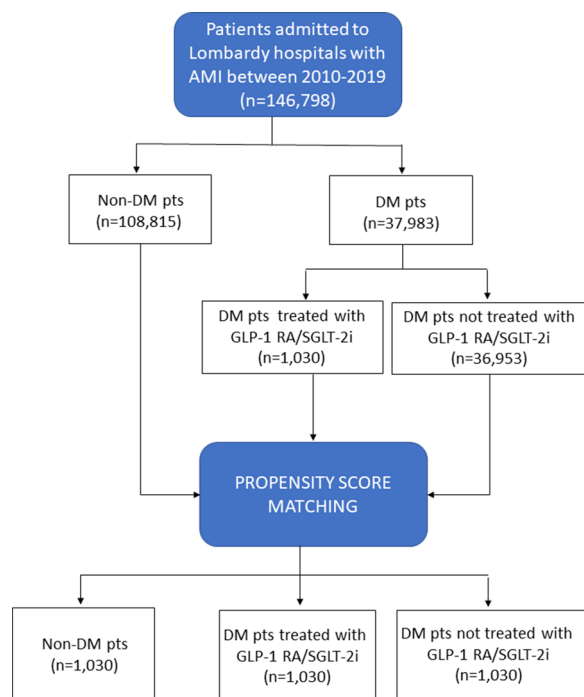 Patients admitted to
Lombardy hospitals with
AMI between 2010-2019
(n=146,798)
Non-DM pts
(n=108,815)
DM pts
(n=37,983)
DM pts treated with
GLP-1 RA/SGLT-2i
(n=1,030)
DM pts not treated with
GLP-1 RA/SGLT-2i
(n=36,953)
PROPENSITY SCORE
MATCHING
Non-DM pts
(n=1,030)
DM pts treated with
GLP-1 RA/SGLT-2i
(n=1,030)
DM pts not treated with
GLP-1 RA/SGLT-2i
(n=1,030)